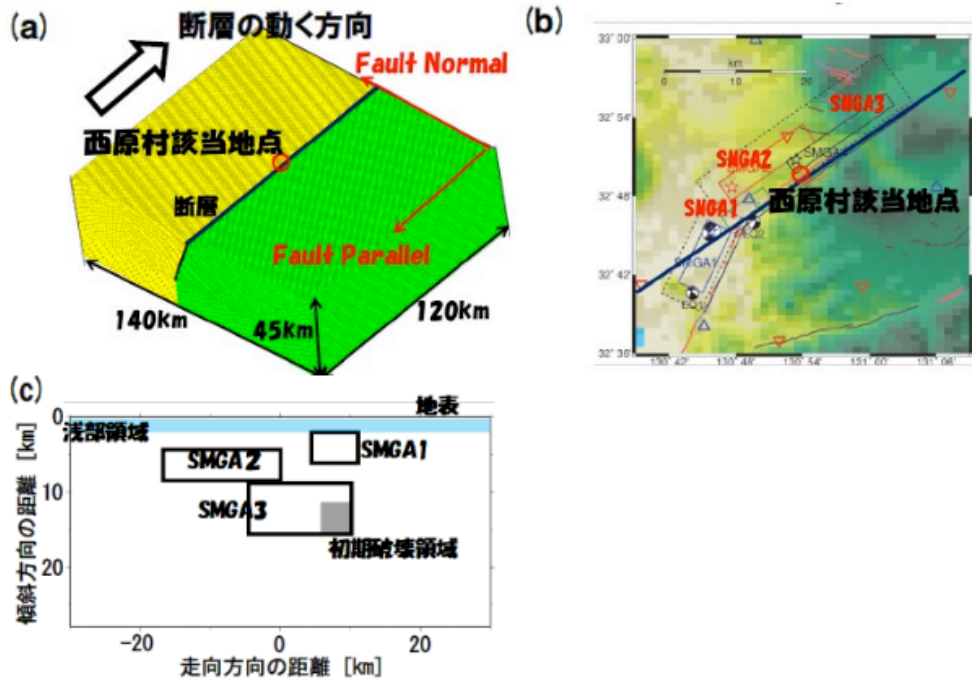 (a)
断層の動く方向
Fault Normal
西原村該当地点
断層
Fault Parallel
140km
45km
120km
(b)
33° 00'
km
0 10 20
SMGA3
32° 54'
SMGA2
32° 48'
西原村該当地点
SMGA1
SMGA1
32° 42'
32° 36'
130° 42' 130° 48' 130° 54' 131° 00' 131° 06'
(c)
地表
0
浅部領域
SMGA1
SMGA2
10
SMGA3
初期破壊領域
20
傾斜方向の距離 [km]
-20 0 20
走向方向の距離 [km]